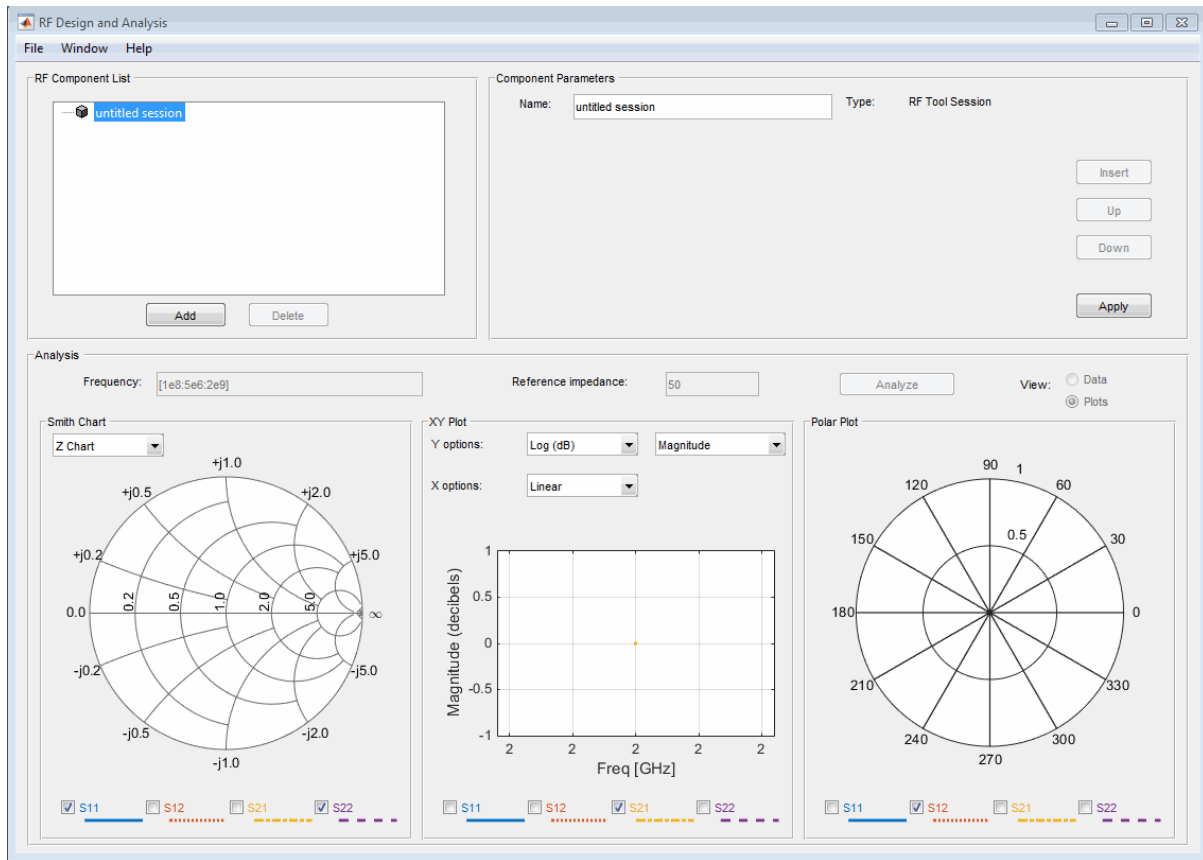 RF Design and Analysis
File Window Help
RF Component List
untitled session
Add Delete
Component Parameters
Name: untitled session Type: RF Tool Session
Insert
Up
Down
Apply
Analysis
Frequency: [1e8:5e6:2e9] Reference impedance: 50 Analyze View: Data
Plots
Smith Chart
Z Chart
+j1.0
+j0.5 +j2.0
+j0.2 +j5.0
0.0 0.2 0.5 1.0 2.0 5.0 ∞
-j0.2 -j5.0
-j0.5 -j2.0
-j1.0
S11 S12 S21 S22
XY Plot
Y options: Log (dB) Magnitude
X options: Linear
Magnitude (decibels)
1
0.5
0
-0.5
-1
2 2 2 2 2
Freq [GHz]
S11 S12 S21 S22
Polar Plot
90 1
120 60
0.5
150 30
180 0
210 330
240 300
270
S11 S12 S21 S22